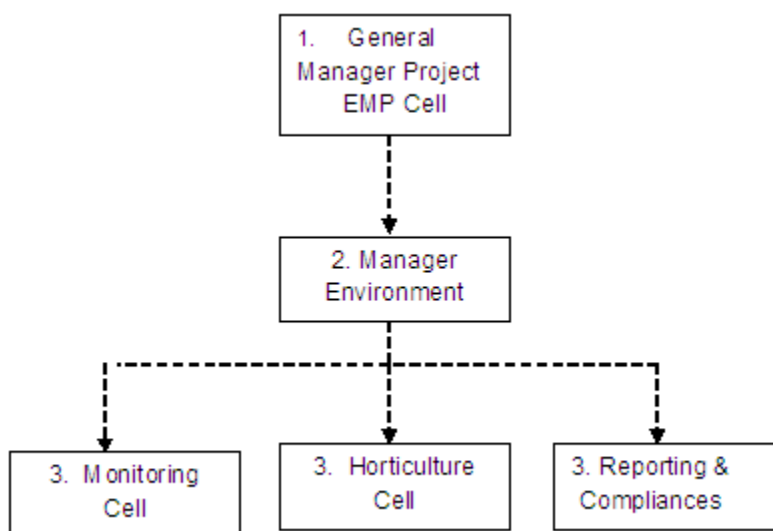 1. General
Manager Project
EMP Cell
2. Manager
Environment
3. Monitoring
Cell
3. Horticulture
Cell
3. Reporting &
Compliances